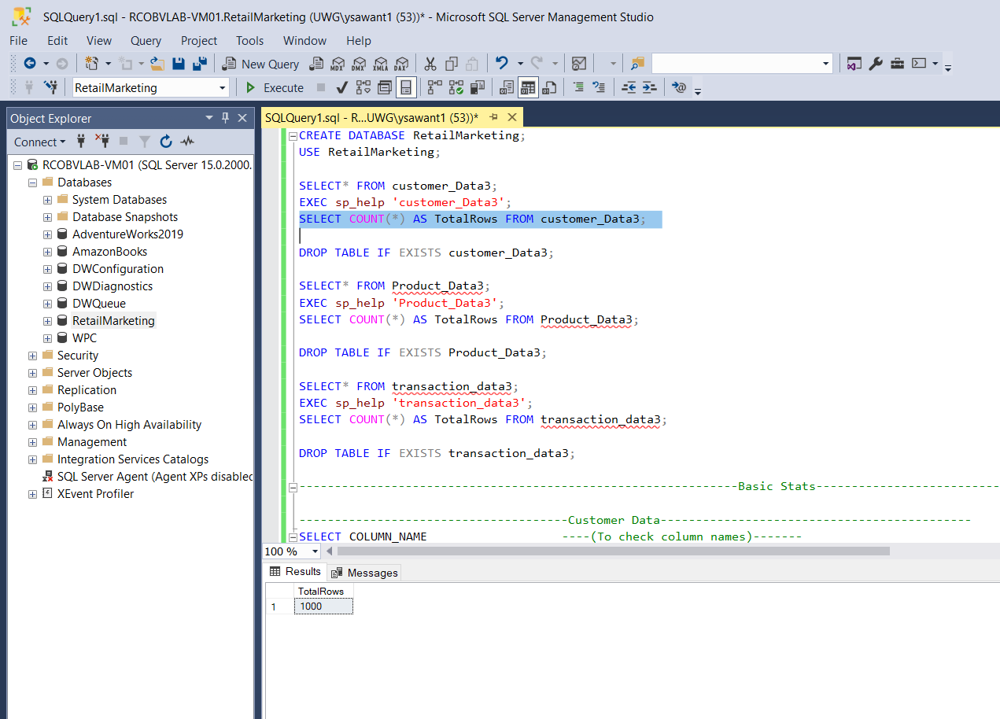 SQLQuery1.sql - RCOBVLAB-VM01.RetailMarketing (UWG\ysawant1 (53))* - Microsoft SQL Server Management Studio
File Edit View Query Project Tools Window Help
New Query MDX DMX XMLA DAX
RetailMarketing Execute
Object Explorer
Connect
RCOBVLAB-VM01 (SQL Server 15.0.2000.
Databases
System Databases
Database Snapshots
AdventureWorks2019
AmazonBooks
DWConfiguration
DWDiagnostics
DWQueue
RetailMarketing
WPC
Security
Server Objects
Replication
PolyBase
Always On High Availability
Management
Integration Services Catalogs
SQL Server Agent (Agent XPs disabled
XEvent Profiler
SQLQuery1.sql - R...UWG\ysawant1 (53))*
CREATE DATABASE RetailMarketing;
USE RetailMarketing;
SELECT* FROM customer_Data3;
EXEC sp_help 'customer_Data3';
SELECT COUNT(*) AS TotalRows FROM customer_Data3;
DROP TABLE IF EXISTS customer_Data3;
SELECT* FROM Product_Data3;
EXEC sp_help 'Product_Data3';
SELECT COUNT(*) AS TotalRows FROM Product_Data3;
DROP TABLE IF EXISTS Product_Data3;
SELECT* FROM transaction_data3;
EXEC sp_help 'transaction_data3';
SELECT COUNT(*) AS TotalRows FROM transaction_data3;
DROP TABLE IF EXISTS transaction_data3;
--------------------------------------------------------------Basic Stats--------------------------
--------------------------------------Customer Data--------------------------------------------
SELECT COLUMN_NAME ----(To check column names)-------
100 %
Results Messages
TotalRows
1 1000